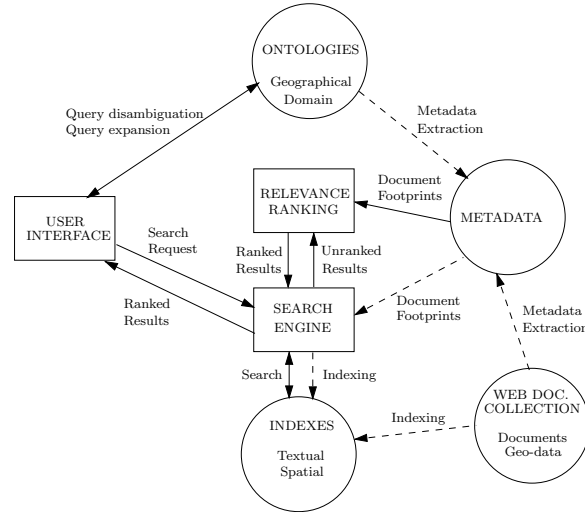 ONTOLOGIES
Geographical
Domain
Query disambiguation
Query expansion
Metadata
Extraction
RELEVANCE
RANKING
Document
Footprints
METADATA
USER
INTERFACE
Search
Request
Ranked
Results
Unranked
Results
Ranked
Results
SEARCH
ENGINE
Document
Footprints
Metadata
Extraction
Search
Indexing
WEB DOC.
COLLECTION
Documents
Geo-data
Indexing
INDEXES
Textual
Spatial